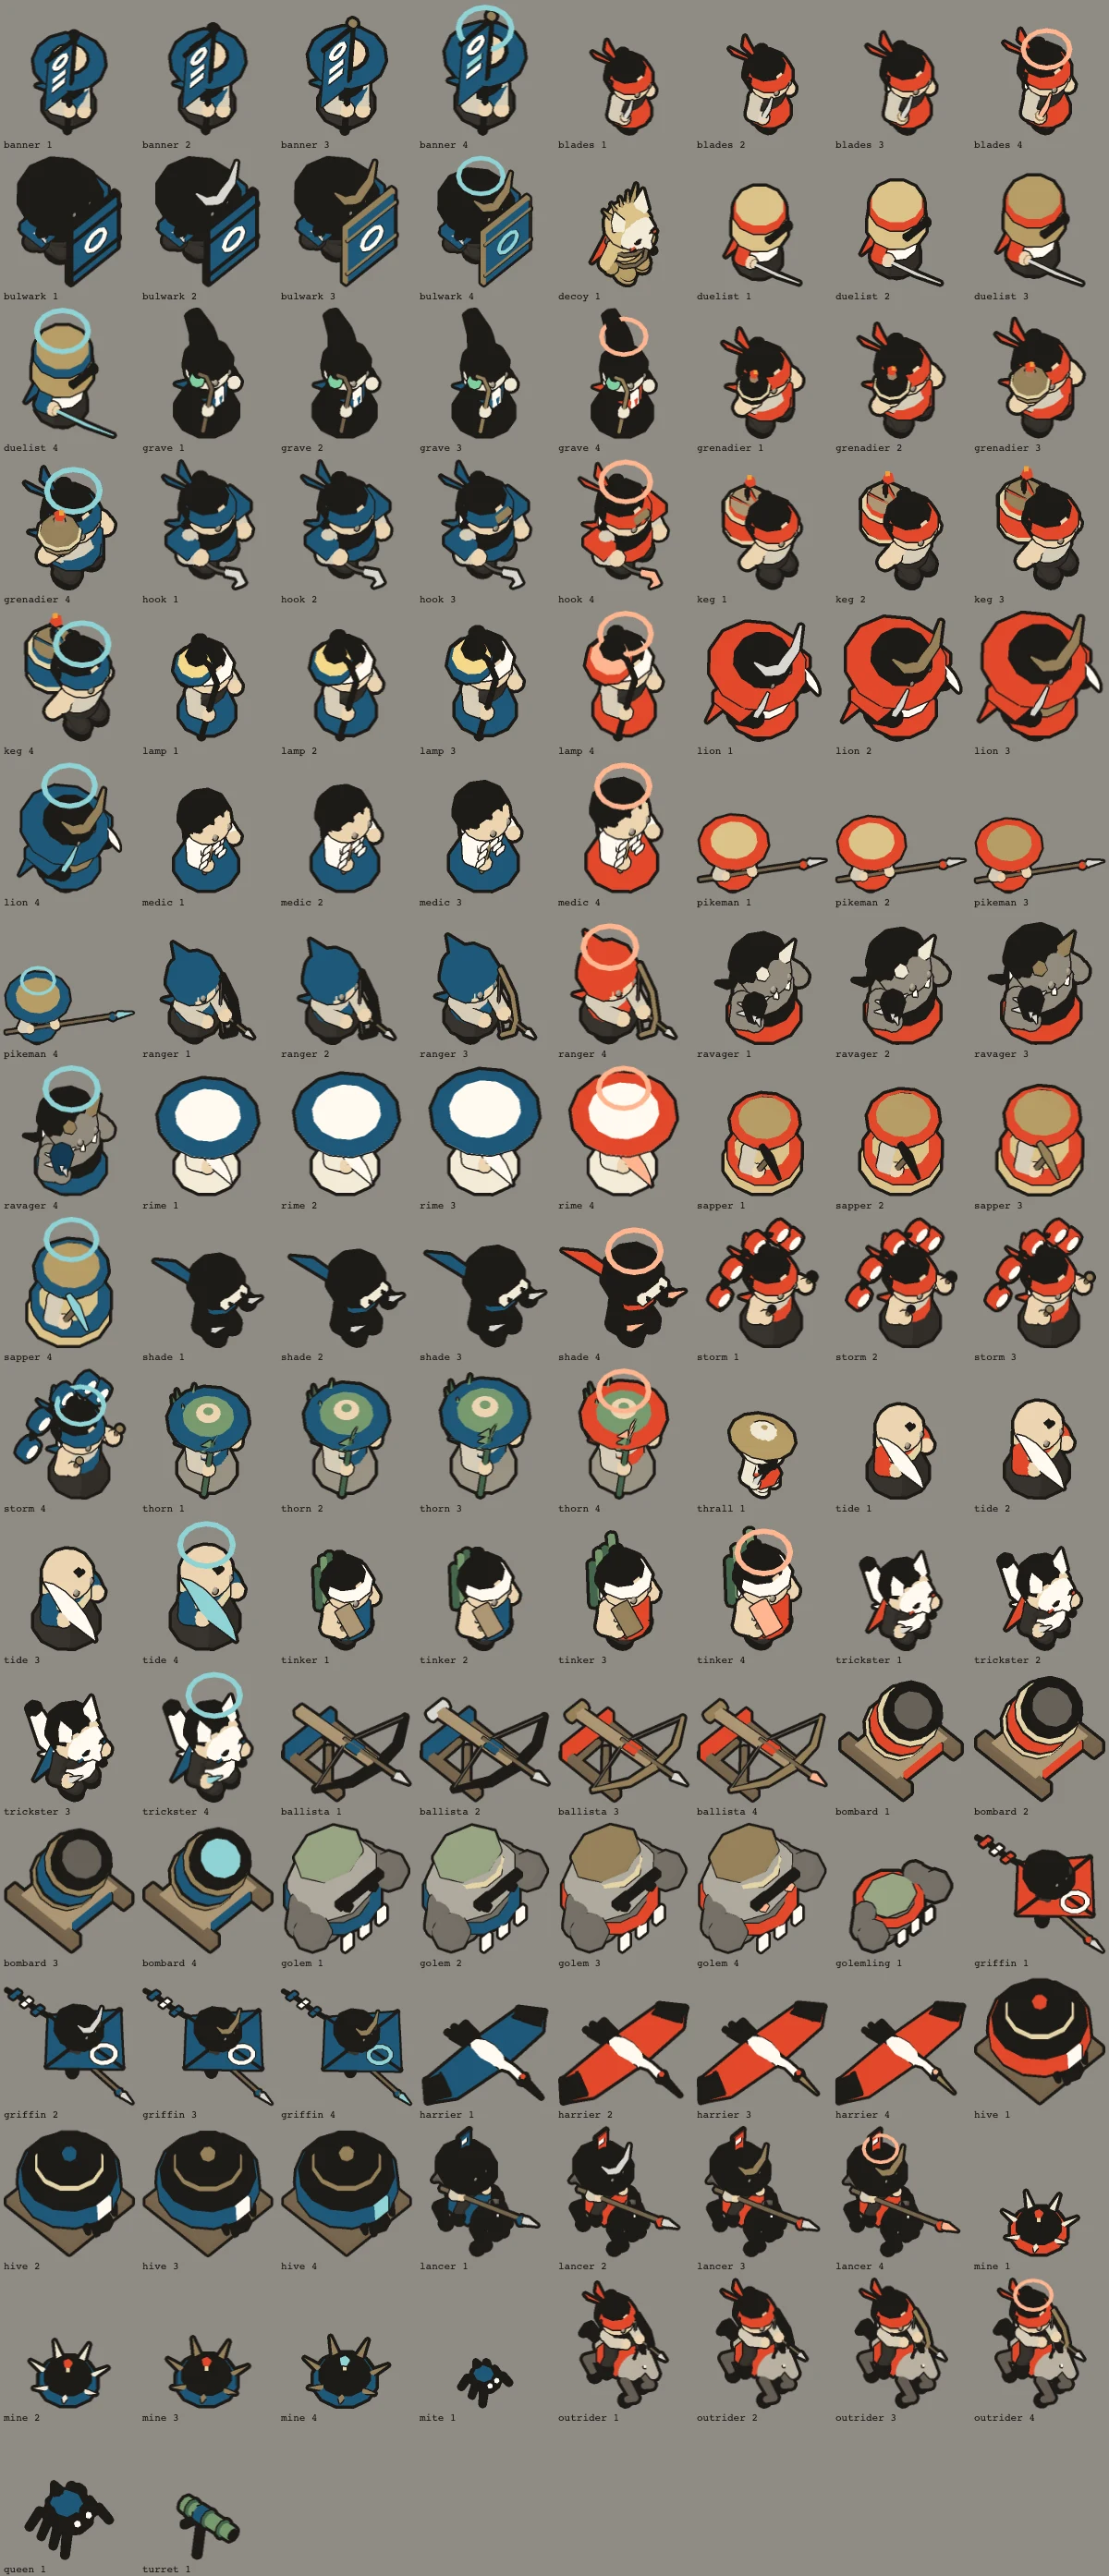 banner 1 banner 2 banner 3 banner 4 blades 1 blades 2 blades 3 blades 4
bulwark 1 bulwark 2 bulwark 3 bulwark 4 decoy 1 duelist 1 duelist 2 duelist 3
duelist 4 grave 1 grave 2 grave 3 grave 4 grenadier 1 grenadier 2 grenadier 3
grenadier 4 hook 1 hook 2 hook 3 hook 4 keg 1 keg 2 keg 3
keg 4 lamp 1 lamp 2 lamp 3 lamp 4 lion 1 lion 2 lion 3
lion 4 medic 1 medic 2 medic 3 medic 4 pikeman 1 pikeman 2 pikeman 3
pikeman 4 ranger 1 ranger 2 ranger 3 ranger 4 ravager 1 ravager 2 ravager 3
ravager 4 rime 1 rime 2 rime 3 rime 4 sapper 1 sapper 2 sapper 3
sapper 4 shade 1 shade 2 shade 3 shade 4 storm 1 storm 2 storm 3
storm 4 thorn 1 thorn 2 thorn 3 thorn 4 thrall 1 tide 1 tide 2
tide 3 tide 4 tinker 1 tinker 2 tinker 3 tinker 4 trickster 1 trickster 2
trickster 3 trickster 4 ballista 1 ballista 2 ballista 3 ballista 4 bombard 1 bombard 2
bombard 3 bombard 4 golem 1 golem 2 golem 3 golem 4 golemling 1 griffin 1
griffin 2 griffin 3 griffin 4 harrier 1 harrier 2 harrier 3 harrier 4 hive 1
hive 2 hive 3 hive 4 lancer 1 lancer 2 lancer 3 lancer 4 mine 1
mine 2 mine 3 mine 4 mite 1 outrider 1 outrider 2 outrider 3 outrider 4
queen 1 turret 1